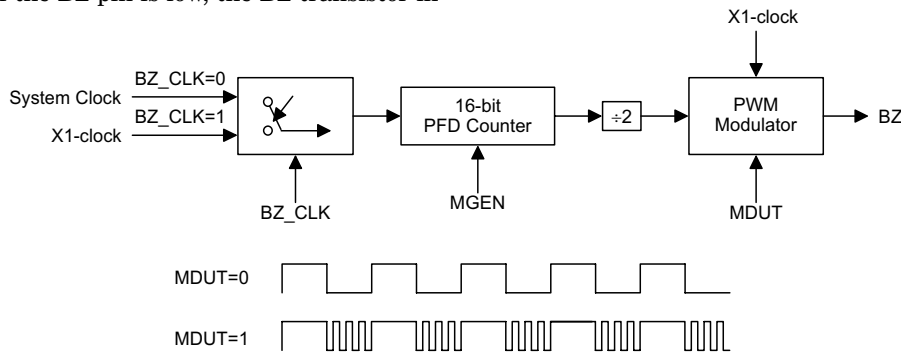 the BZ pin is low, the BZ transistor in
X1-clock
BZ_CLK=0
System Clock
BZ_CLK=1
X1-clock
16-bit
PFD Counter
÷2
PWM
Modulator
BZ
BZ_CLK
MGEN
MDUT
MDUT=0
MDUT=1